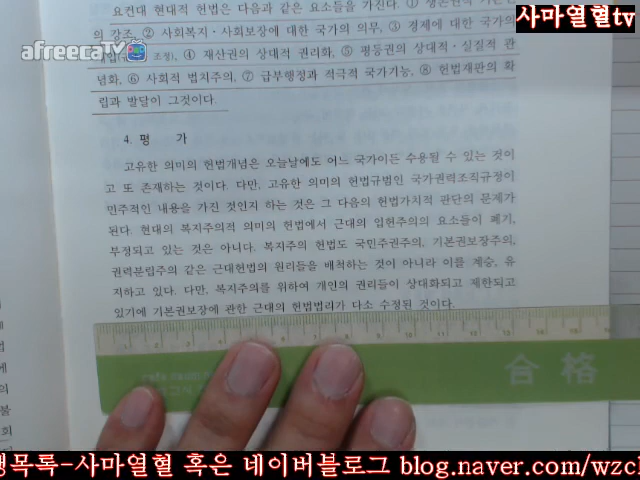 사마열혈tv
afreecaTV
요컨대 현대적 헌법은 다음과 같은 요소들을 가진다. ①
의 강조, ② 사회복지·사회보장에 대한 국가의 의무, ③ 경제에 대한 국가의
조정), ④ 재산권의 상대적 권리화, ⑤ 평등권의 상대적·실질적 관
념화, ⑥ 사회적 법치주의, ⑦ 급부행정과 적극적 국가기능, ⑧ 헌법재판의 확
립과 발달이 그것이다.
4. 평 가
고유한 의미의 헌법개념은 오늘날에도 어느 국가이든 수용될 수 있는 것이
고 또 존재하는 것이다. 다만, 고유한 의미의 헌법규범인 국가권력조직규정이
민주적인 내용을 가진 것인지 하는 것은 그 다음의 헌법가치적 판단의 문제가
된다. 현대의 복지주의적 의미의 헌법에서 근대의 입헌주의의 요소들이 폐기,
부정되고 있는 것은 아니다. 복지주의 헌법도 국민주권주의, 기본권보장주의,
권력분립주의 같은 근대헌법의 원리들을 배척하는 것이 아니라 이를 계승, 유
지하고 있다. 다만, 복지주의를 위하여 개인의 권리들이 상대화되고 제한되고
있기에 기본권보장에 관한 근대의 헌법법리가 다소 수정된 것이다.
合格
행목록-사마열혈 혹은 네이버블로그 blog.naver.com/wzcl